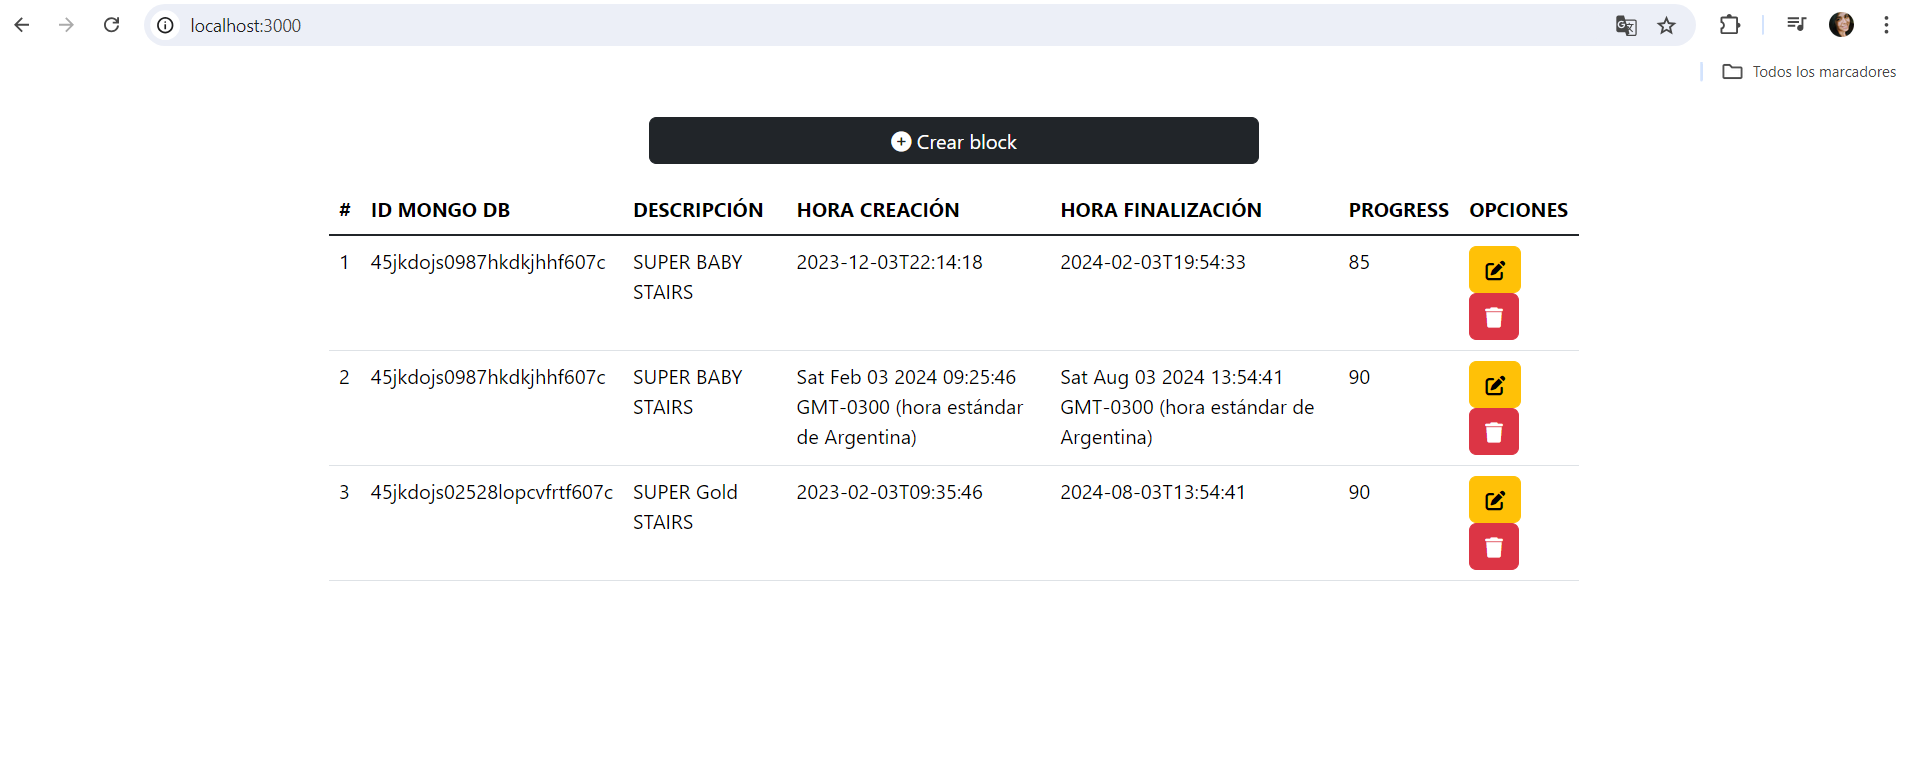 localhost:3000
Todos los marcadores
Crear block
# ID MONGO DB DESCRIPCIÓN HORA CREACIÓN HORA FINALIZACIÓN PROGRESS OPCIONES
1 45jkdojs0987hkdkjhhf607c SUPER BABY 2023-12-03T22:14:18 2024-02-03T19:54:33 85
STAIRS
2 45jkdojs0987hkdkjhhf607c SUPER BABY Sat Feb 03 2024 09:25:46 Sat Aug 03 2024 13:54:41 90
STAIRS GMT-0300 (hora estándar GMT-0300 (hora estándar de
de Argentina) Argentina)
3 45jkdojs02528lopcvfrtf607c SUPER Gold 2023-02-03T09:35:46 2024-08-03T13:54:41 90
STAIRS